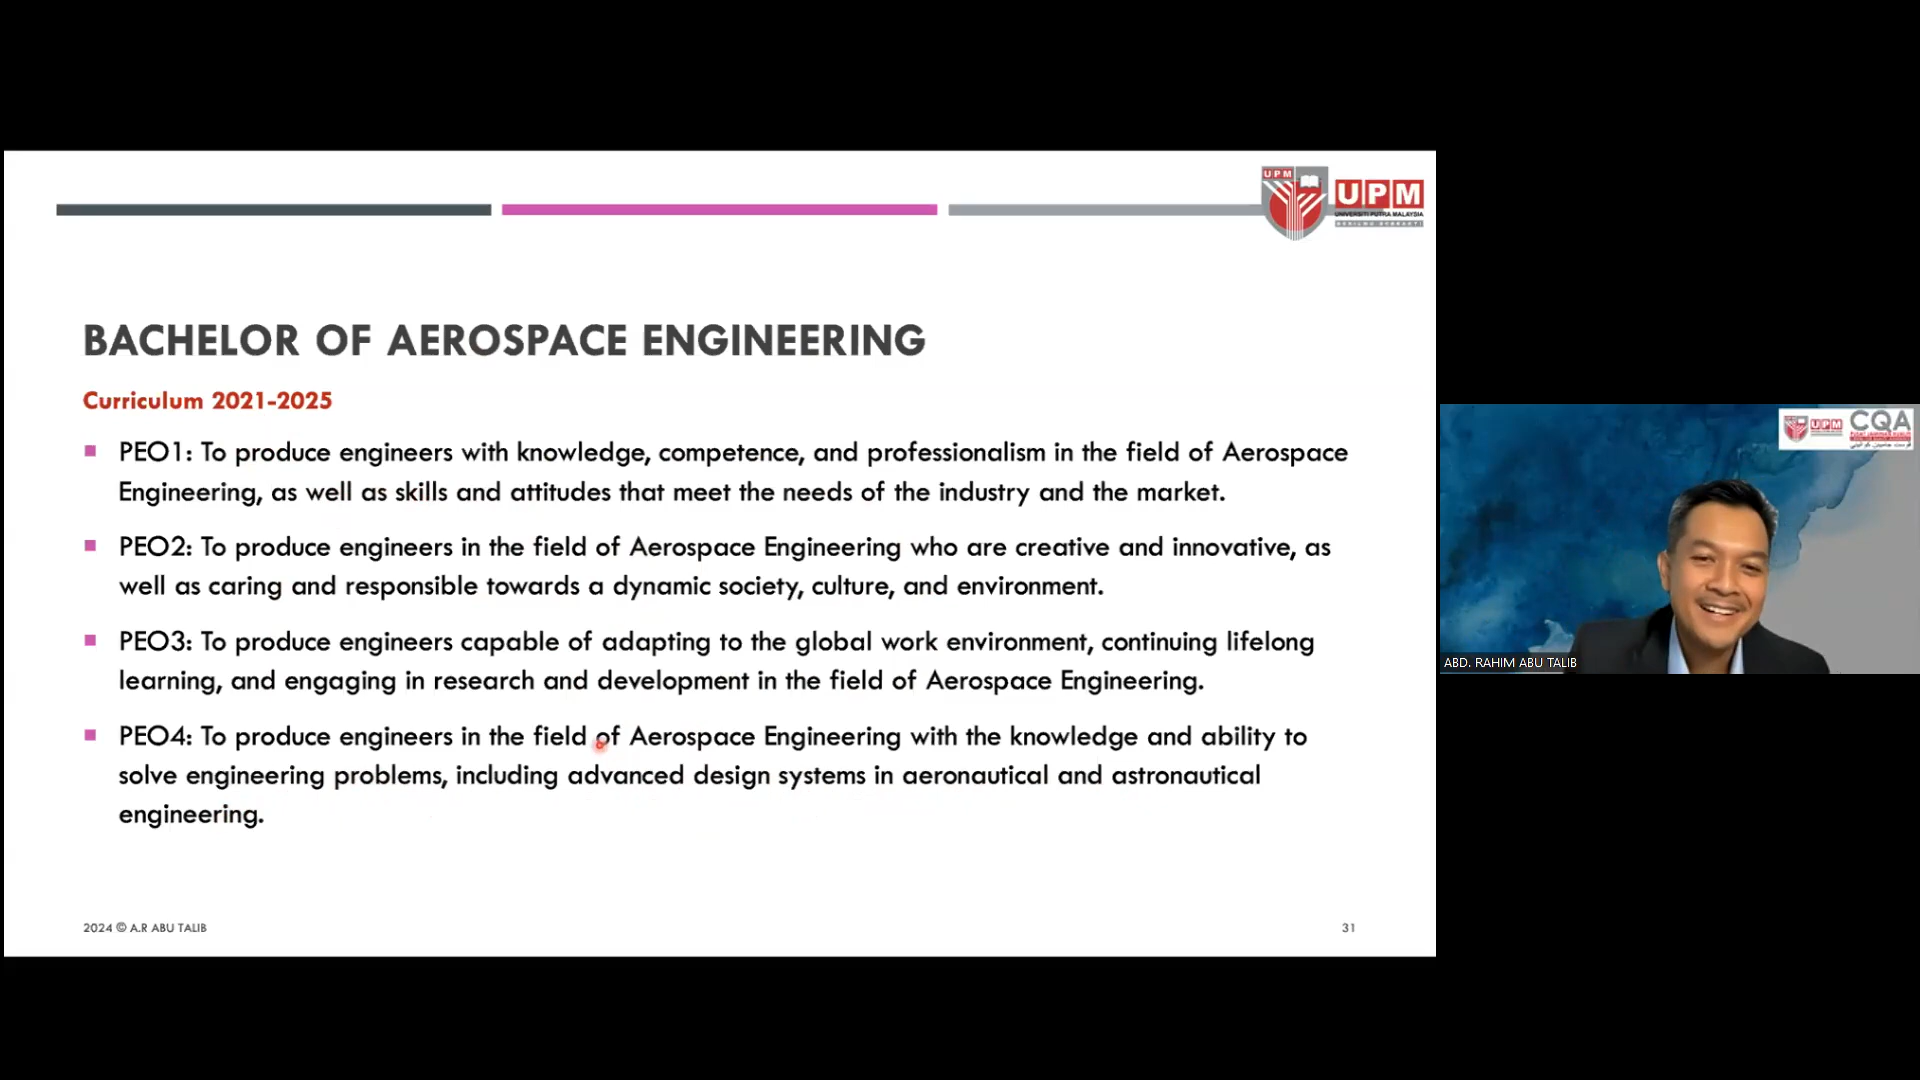 UPM
UPM
UNIVERSITI PUTRA MALAYSIA
BERILMU BERBAKTI
BACHELOR OF AEROSPACE ENGINEERING
Curriculum 2021-2025
PEO1: To produce engineers with knowledge, competence, and professionalism in the field of Aerospace
Engineering, as well as skills and attitudes that meet the needs of the industry and the market.
PEO2: To produce engineers in the field of Aerospace Engineering who are creative and innovative, as
well as caring and responsible towards a dynamic society, culture, and environment.
PEO3: To produce engineers capable of adapting to the global work environment, continuing lifelong
learning, and engaging in research and development in the field of Aerospace Engineering.
PEO4: To produce engineers in the field of Aerospace Engineering with the knowledge and ability to
solve engineering problems, including advanced design systems in aeronautical and astronautical
engineering.
2024 © A.R ABU TALIB
31
UPM
CQA
ABD. RAHIM ABU TALIB